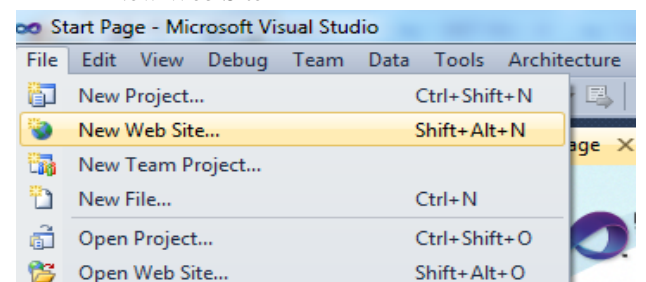 Start Page - Microsoft Visual Studio
File Edit View Debug Team Data Tools Architecture
New Project... Ctrl+Shift+N
New Web Site... Shift+Alt+N
age
New Team Project...
New File... Ctrl+N
Open Project... Ctrl+Shift+O
Open Web Site... Shift+Alt+O